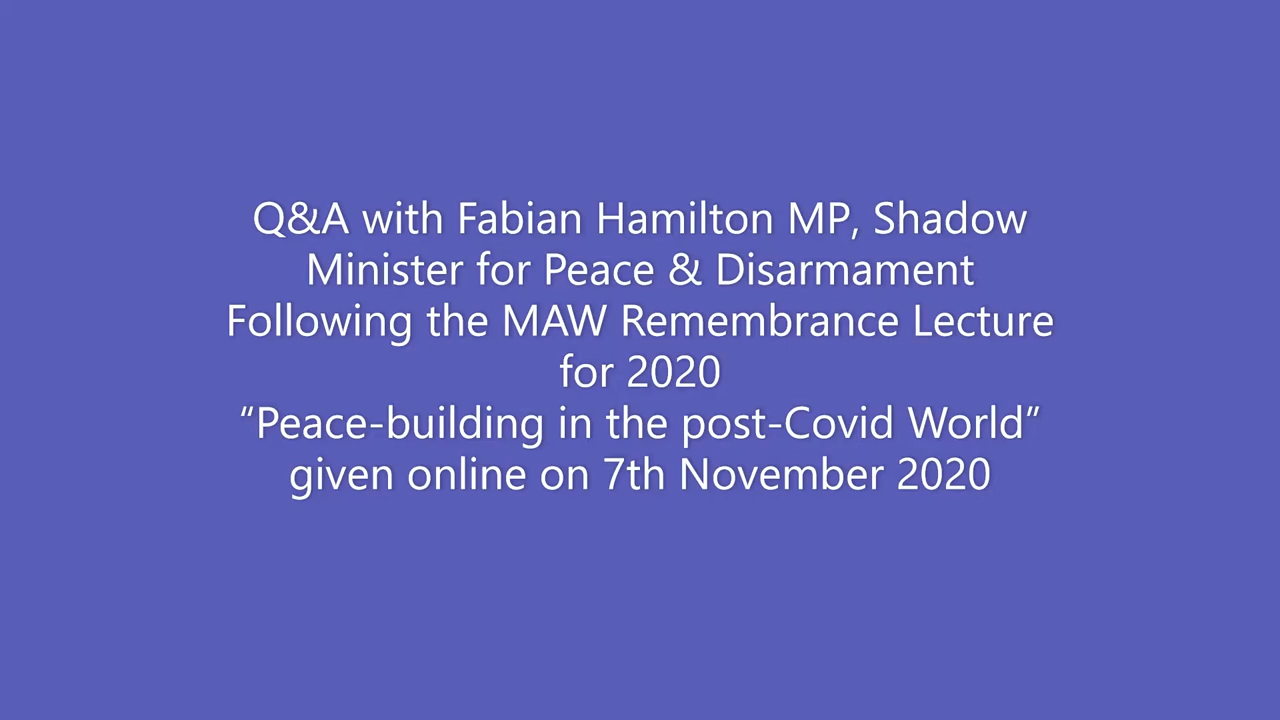 Q&A with Fabian Hamilton MP, Shadow
Minister for Peace & Disarmament
Following the MAW Remembrance Lecture
for 2020
“Peace-building in the post-Covid World”
given online on 7th November 2020